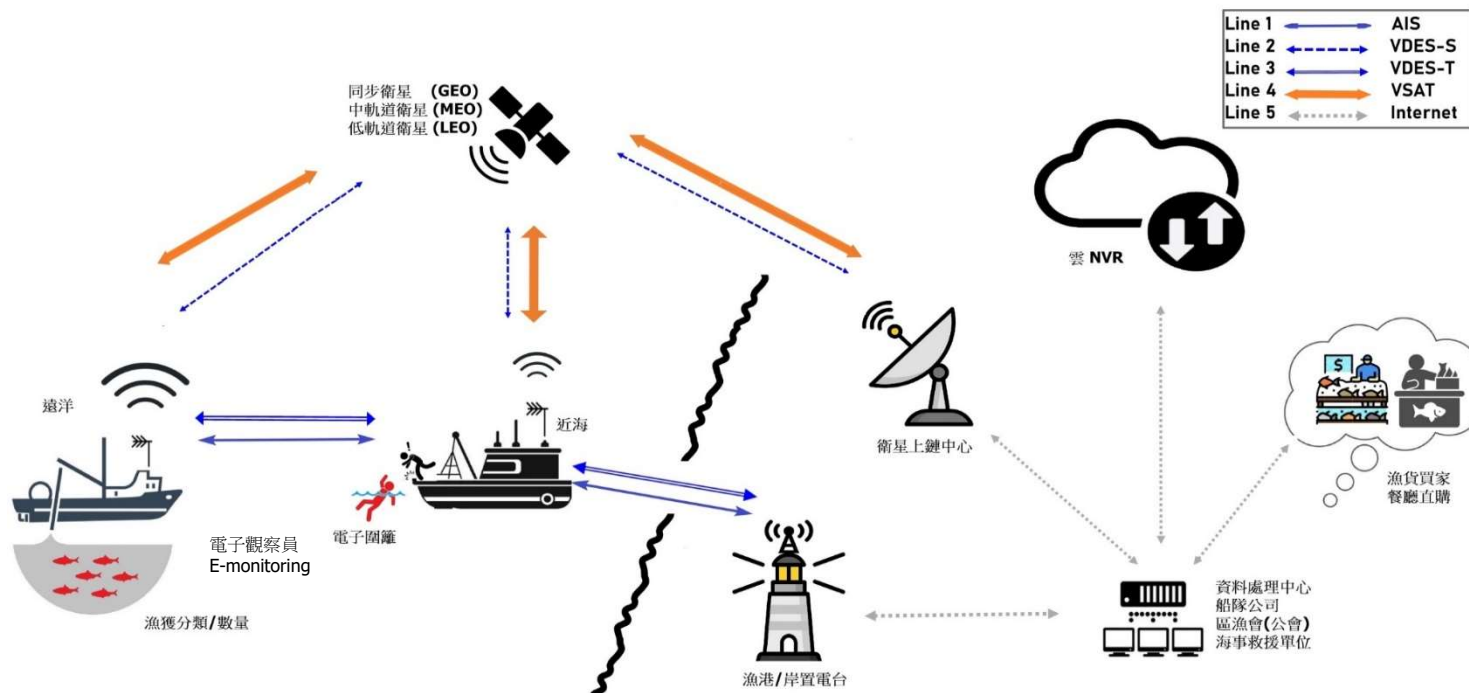 Line 1 AIS
Line 2 VDES-S
Line 3 VDES-T
Line 4 VSAT
Line 5 Internet
同步衛星 (GEO)
中軌道衛星 (MEO)
低軌道衛星 (LEO)
雲 NVR
遠洋
近海
衛星上鏈中心
$
漁貨買家
餐廳直購
電子圍籬
電子觀察員
E-monitoring
漁獲分類/數量
漁港/岸置電台
資料處理中心
船隊公司
區漁會(公會)
海事救援單位